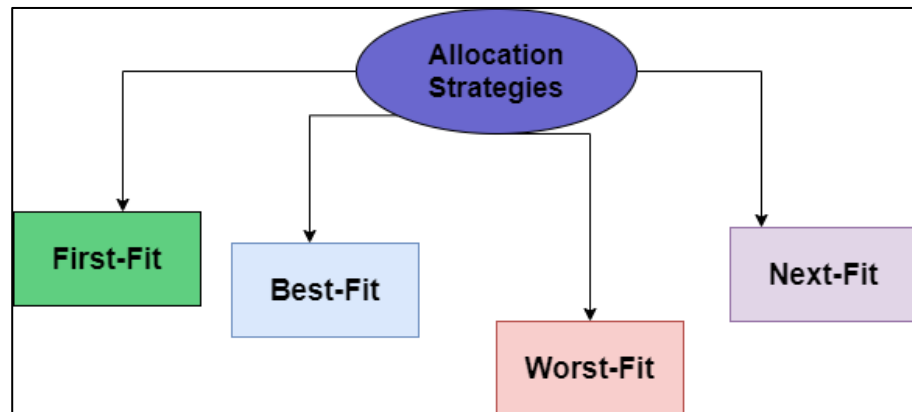 Allocation
Strategies
First-Fit
Best-Fit
Next-Fit
Worst-Fit